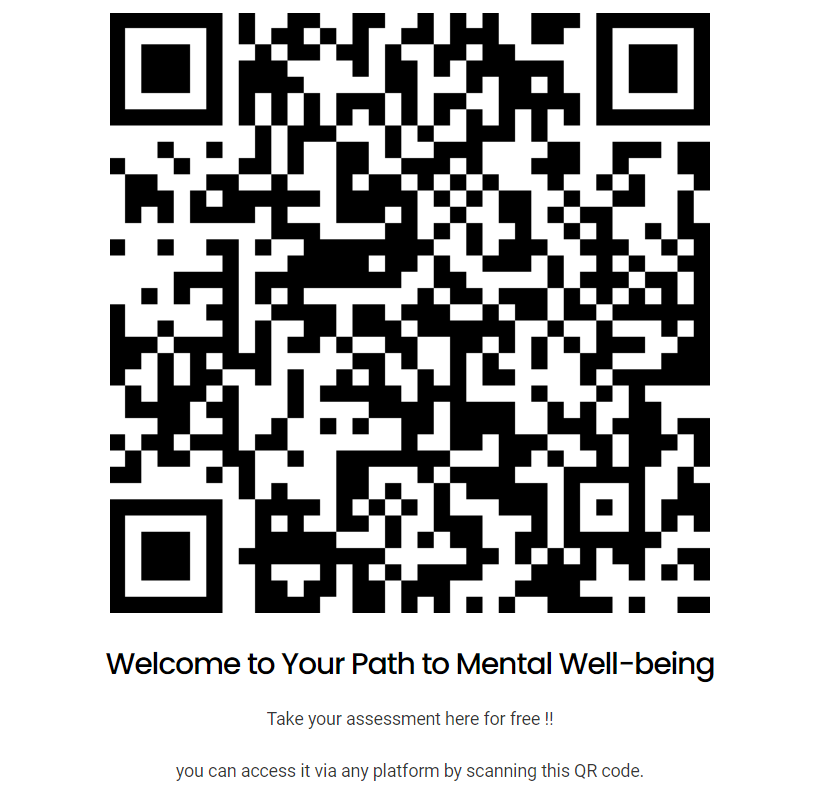 Welcome to Your Path to Mental Well-being
Take your assessment here for free !!
you can access it via any platform by scanning this QR code.